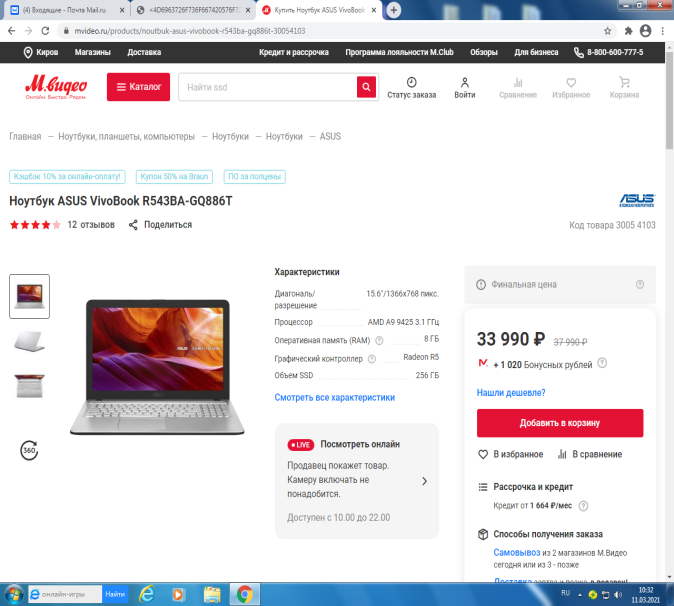 (4) Входящие - Почта Mail.ru
<4D6963726F736F66742057F7
Купить Ноутбук ASUS VivoBook
mvideo.ru/products/noutbuk-asus-vivobook-r543ba-gq886t-30054103
Киров Магазины Доставка Кредит и рассрочка Программа лояльности M.Club Обзоры Для бизнеса 8-800-600-777-5
М.видео
Онлайн. Быстро. Рядом.
Каталог
Найти ssd
Статус заказа
Войти
Сравнение
Избранное
Корзина
Главная — Ноутбуки, планшеты, компьютеры — Ноутбуки — Ноутбуки — ASUS
Кэшбэк 10% за онлайн-оплату!
Купон 50% на Braun
ПО за полцены
Ноутбук ASUS VivoBook R543BA-GQ886T
ASUS
12 отзывов
Поделиться
Код товара 3005 4103
360
Характеристики
Диагональ/ 15.6"/1366x768 пикс.
разрешение
Процессор AMD A9 9425 3.1 ГГц
Оперативная память (RAM) 8 ГБ
Графический контроллер Radeon R5
Объем SSD 256 ГБ
Смотреть все характеристики
LIVE Посмотреть онлайн
Продавец покажет товар.
Камеру включать не
понадобится.
Доступен с 10.00 до 22.00
Финальная цена
33 990 ₽ 37 990 ₽
+ 1 020 Бонусных рублей
Нашли дешевле?
Добавить в корзину
В избранное
В сравнение
Рассрочка и кредит
Кредит от 1 664 ₽/мес
Способы получения заказа
Самовывоз из 2 магазинов М.Видео
сегодня или из 3 - позже
Доставка завтра и позже, в подарок!
онлайн-игры
Найти
RU
10:32
11.03.2021